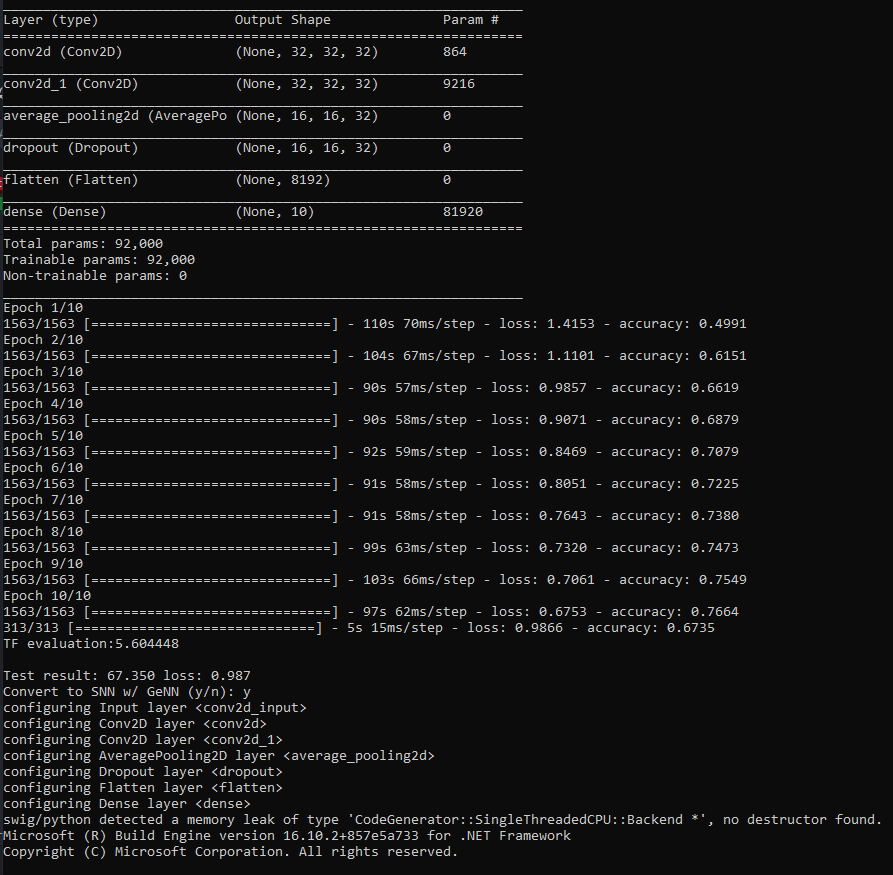 _________________________________________________________________
Layer (type)                 Output Shape              Param #
=================================================================
conv2d (Conv2D)              (None, 32, 32, 32)        864
_________________________________________________________________
conv2d_1 (Conv2D)            (None, 32, 32, 32)        9216
_________________________________________________________________
average_pooling2d (AveragePo (None, 16, 16, 32)        0
_________________________________________________________________
dropout (Dropout)            (None, 16, 16, 32)        0
_________________________________________________________________
flatten (Flatten)            (None, 8192)              0
_________________________________________________________________
dense (Dense)                (None, 10)                81920
=================================================================
Total params: 92,000
Trainable params: 92,000
Non-trainable params: 0
_________________________________________________________________
Epoch 1/10
1563/1563 [==============================] - 110s 70ms/step - loss: 1.4153 - accuracy: 0.4991
Epoch 2/10
1563/1563 [==============================] - 104s 67ms/step - loss: 1.1101 - accuracy: 0.6151
Epoch 3/10
1563/1563 [==============================] - 90s 57ms/step - loss: 0.9857 - accuracy: 0.6619
Epoch 4/10
1563/1563 [==============================] - 90s 58ms/step - loss: 0.9071 - accuracy: 0.6879
Epoch 5/10
1563/1563 [==============================] - 92s 59ms/step - loss: 0.8469 - accuracy: 0.7079
Epoch 6/10
1563/1563 [==============================] - 91s 58ms/step - loss: 0.8051 - accuracy: 0.7225
Epoch 7/10
1563/1563 [==============================] - 91s 58ms/step - loss: 0.7643 - accuracy: 0.7380
Epoch 8/10
1563/1563 [==============================] - 99s 63ms/step - loss: 0.7320 - accuracy: 0.7473
Epoch 9/10
1563/1563 [==============================] - 103s 66ms/step - loss: 0.7061 - accuracy: 0.7549
Epoch 10/10
1563/1563 [==============================] - 97s 62ms/step - loss: 0.6753 - accuracy: 0.7664
313/313 [==============================] - 5s 15ms/step - loss: 0.9866 - accuracy: 0.6735
TF evaluation:5.604448
Test result: 67.350 loss: 0.987
Convert to SNN w/ GeNN (y/n): y
configuring Input layer <conv2d_input>
configuring Conv2D layer <conv2d>
configuring Conv2D layer <conv2d_1>
configuring AveragePooling2D layer <average_pooling2d>
configuring Dropout layer <dropout>
configuring Flatten layer <flatten>
configuring Dense layer <dense>
swig/python detected a memory leak of type 'CodeGenerator::SingleThreadedCPU::Backend *', no destructor found.
Microsoft (R) Build Engine version 16.10.2+857e5a733 for .NET Framework
Copyright (C) Microsoft Corporation. All rights reserved.